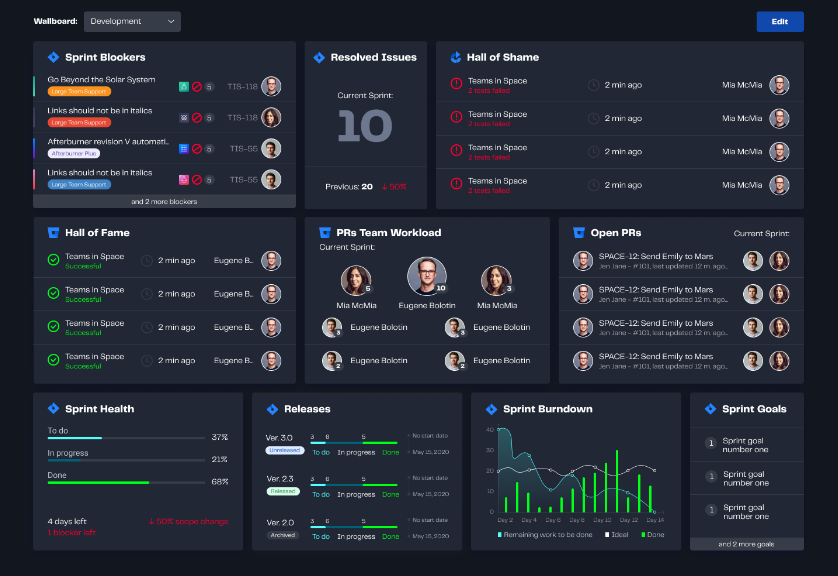 Wallboard: Development
Edit
Sprint Blockers
Go Beyond the Solar System
Large Team Support
5 TIS-118
Links should not be in italics
Large Team Support
5 TIS-118
Afterburner revision V automati...
Afterburner Plus
5 TIS-55
Links should not be in italics
Large Team Support
5 TIS-55
and 2 more blockers
Resolved Issues
Current Sprint:
10
Previous: 20 ↓ 50%
Hall of Shame
Teams in Space
2 tests failed
2 min ago
Mia McMia
Teams in Space
2 tests failed
2 min ago
Mia McMia
Teams in Space
2 tests failed
2 min ago
Mia McMia
Teams in Space
2 tests failed
2 min ago
Mia McMia
Hall of Fame
Teams in Space
Successful
2 min ago
Eugene B...
Teams in Space
Successful
2 min ago
Eugene B...
Teams in Space
Successful
2 min ago
Eugene B...
Teams in Space
Successful
2 min ago
Eugene B...
PRs Team Workload
Current Sprint:
5
10
3
Mia McMia
Eugene Bolotin
Mia McMia
3 Eugene Bolotin
3 Eugene Bolotin
2 Eugene Bolotin
2 Eugene Bolotin
Open PRs
Current Sprint:
SPACE-12: Send Emily to Mars
Jen Jane - #101, last updated 12 m. ago...
SPACE-12: Send Emily to Mars
Jen Jane - #101, last updated 12 m. ago...
SPACE-12: Send Emily to Mars
Jen Jane - #101, last updated 12 m. ago...
SPACE-12: Send Emily to Mars
Jen Jane - #101, last updated 12 m. ago...
Sprint Health
To do
37%
In progress
21%
Done
68%
4 days left
↓ 50% scope change
1 blocker left
Releases
Ver. 3.0
Unreleased
3 8 5
To do In progress Done
No start date
May 15, 2020
Ver. 2.3
Released
3 8 5
To do In progress Done
No start date
May 15, 2020
Ver. 2.0
Archived
3 8 5
To do In progress Done
No start date
May 15, 2020
Sprint Burndown
40
30
20
10
0
Day 2 Day 4 Day 6 Day 8 Day 10 Day 12 Day 14
Remaining work to be done Ideal Done
Sprint Goals
1 Sprint goal
number one
1 Sprint goal
number one
1 Sprint goal
number one
and 2 more goals